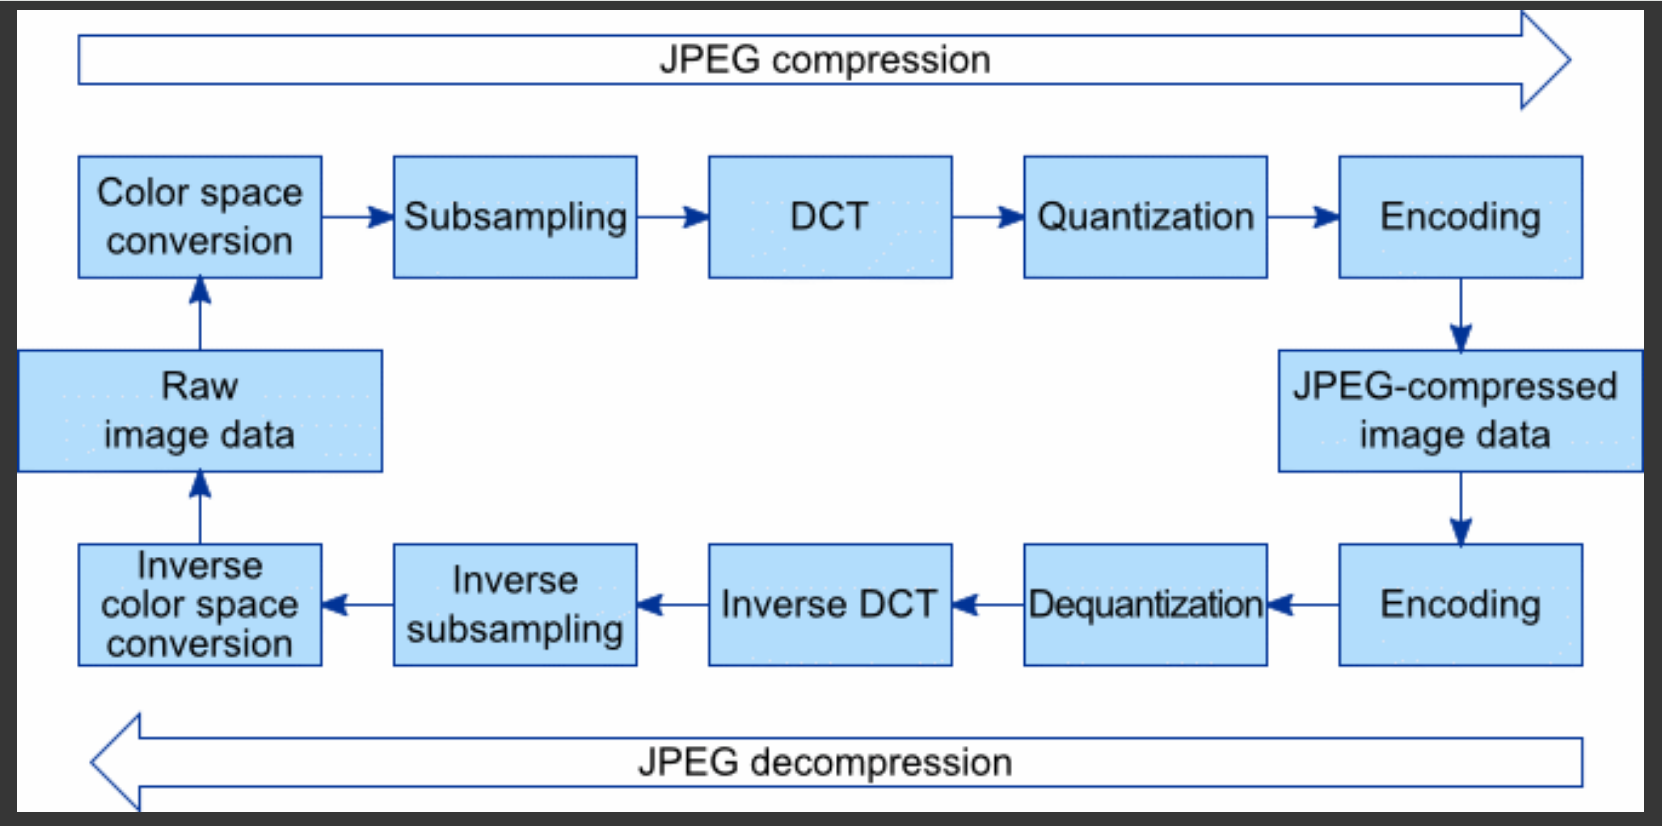 JPEG compression
Color space
conversion
Subsampling
DCT
Quantization
Encoding
Raw
image data
JPEG-compressed
image data
Inverse
color space
conversion
Inverse
subsampling
Inverse DCT
Dequantization
Encoding
JPEG decompression